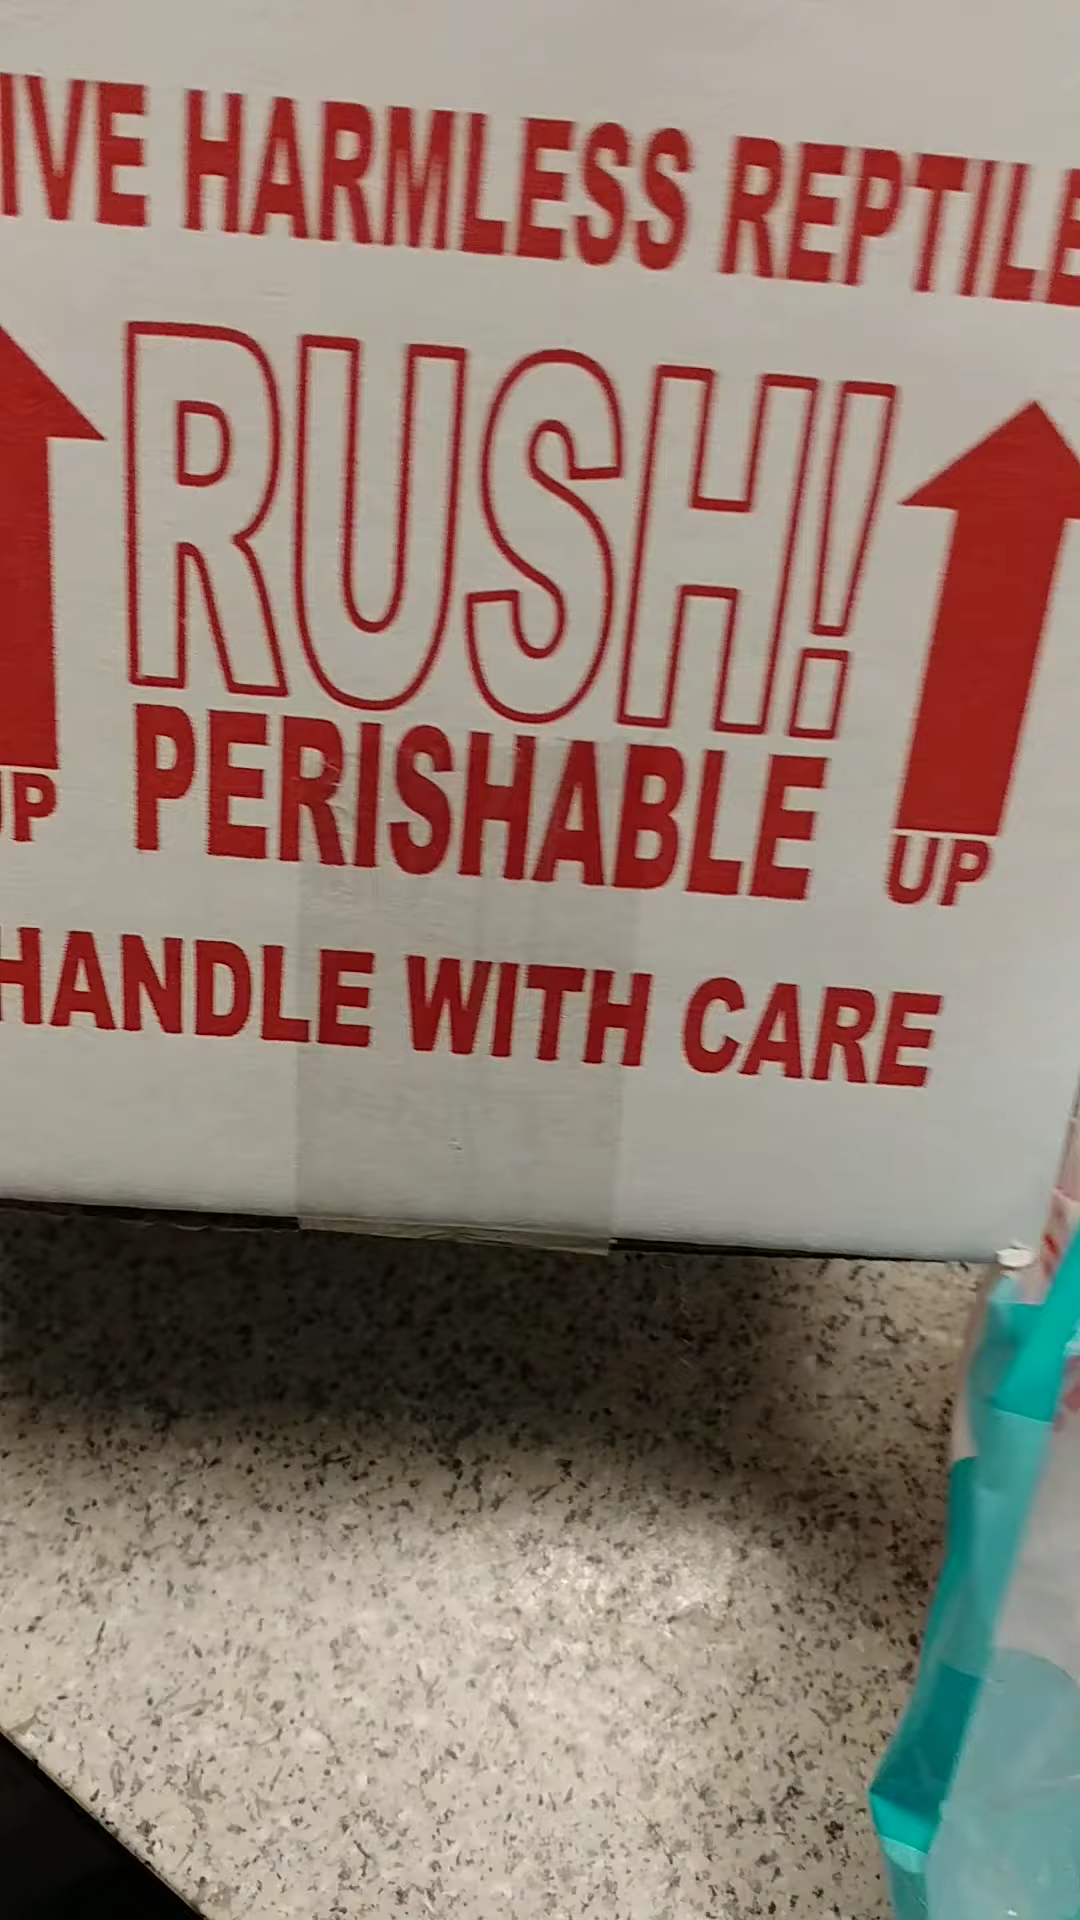 IVE HARMLESS REPTILE
RUSH!
PERISHABLE
UP UP
HANDLE WITH CARE